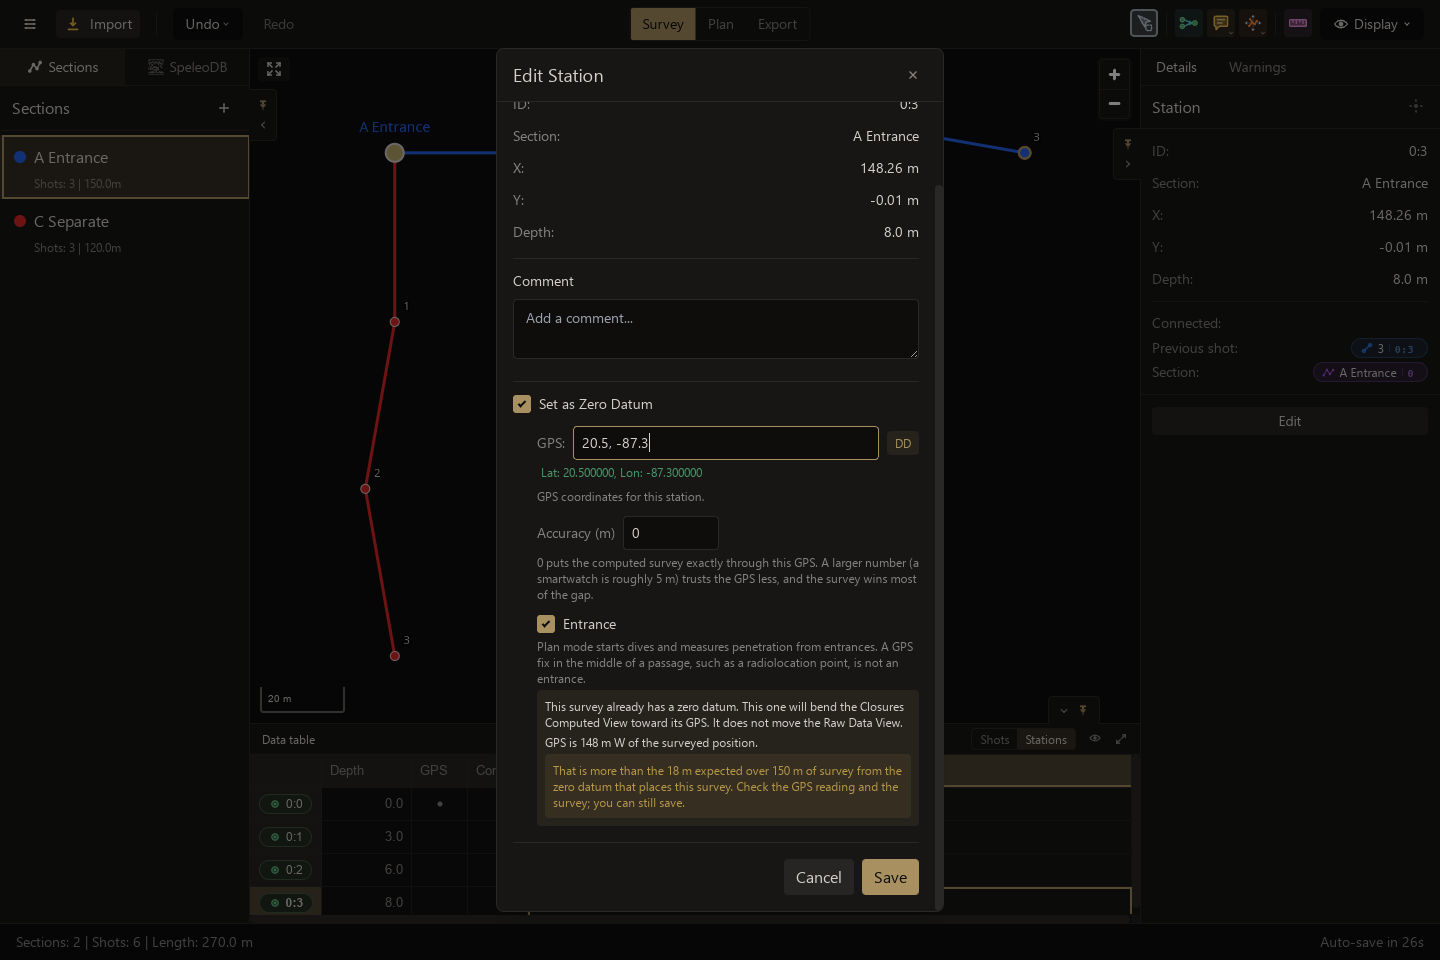 Import
Undo
Redo
Survey
Plan
Export
Display
Sections
SpeleoDB
Sections
A Entrance
Shots: 3 | 150.0m
C Separate
Shots: 3 | 120.0m
A Entrance
3
1
2
3
20 m
Edit Station
ID:
0:3
Section:
A Entrance
X:
148.26 m
Y:
-0.01 m
Depth:
8.0 m
Comment
Add a comment...
Set as Zero Datum
GPS:
20.5, -87.3
DD
Lat: 20.500000, Lon: -87.300000
GPS coordinates for this station.
Accuracy (m)
0
0 puts the computed survey exactly through this GPS. A larger number (a
smartwatch is roughly 5 m) trusts the GPS less, and the survey wins most
of the gap.
Entrance
Plan mode starts dives and measures penetration from entrances. A GPS
fix in the middle of a passage, such as a radiolocation point, is not an
entrance.
This survey already has a zero datum. This one will bend the Closures
Computed View toward its GPS. It does not move the Raw Data View.
GPS is 148 m W of the surveyed position.
That is more than the 18 m expected over 150 m of survey from the
zero datum that places this survey. Check the GPS reading and the
survey; you can still save.
Cancel
Save
Details
Warnings
Station
ID:
0:3
Section:
A Entrance
X:
148.26 m
Y:
-0.01 m
Depth:
8.0 m
Connected:
Previous shot:
3 0:3
Section:
A Entrance 0
Edit
Data table
Shots
Stations
Depth
GPS
Com
0:0
0.0
0:1
3.0
0:2
6.0
0:3
8.0
Sections: 2 | Shots: 6 | Length: 270.0 m
Auto-save in 26s